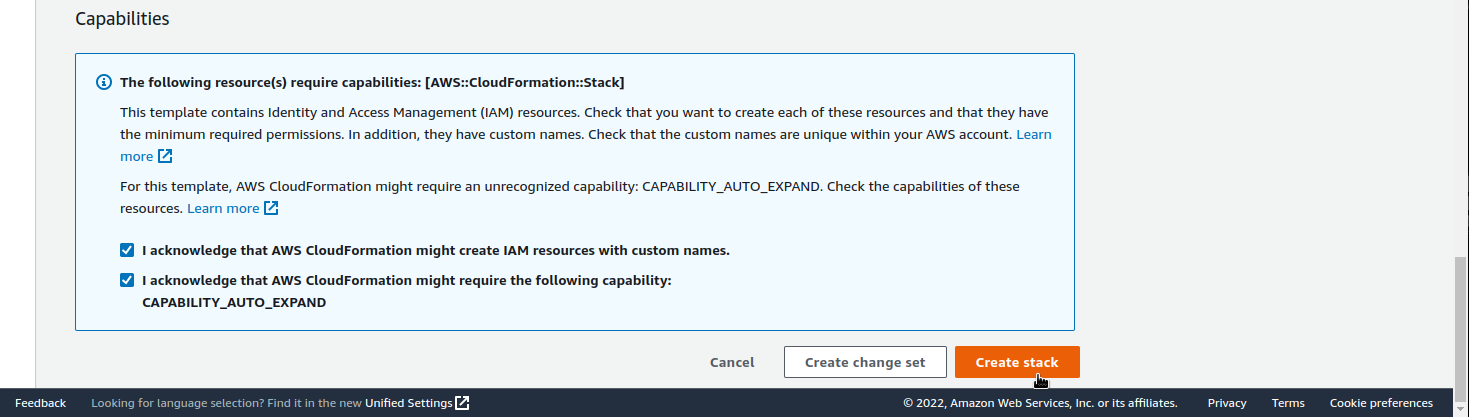 Capabilities
The following resource(s) require capabilities: [AWS::CloudFormation::Stack]
This template contains Identity and Access Management (IAM) resources. Check that you want to create each of these resources and that they have
the minimum required permissions. In addition, they have custom names. Check that the custom names are unique within your AWS account. Learn
more
For this template, AWS CloudFormation might require an unrecognized capability: CAPABILITY_AUTO_EXPAND. Check the capabilities of these
resources. Learn more
I acknowledge that AWS CloudFormation might create IAM resources with custom names.
I acknowledge that AWS CloudFormation might require the following capability:
CAPABILITY_AUTO_EXPAND
Cancel Create change set Create stack
Feedback Looking for language selection? Find it in the new Unified Settings © 2022, Amazon Web Services, Inc. or its affiliates. Privacy Terms Cookie preferences